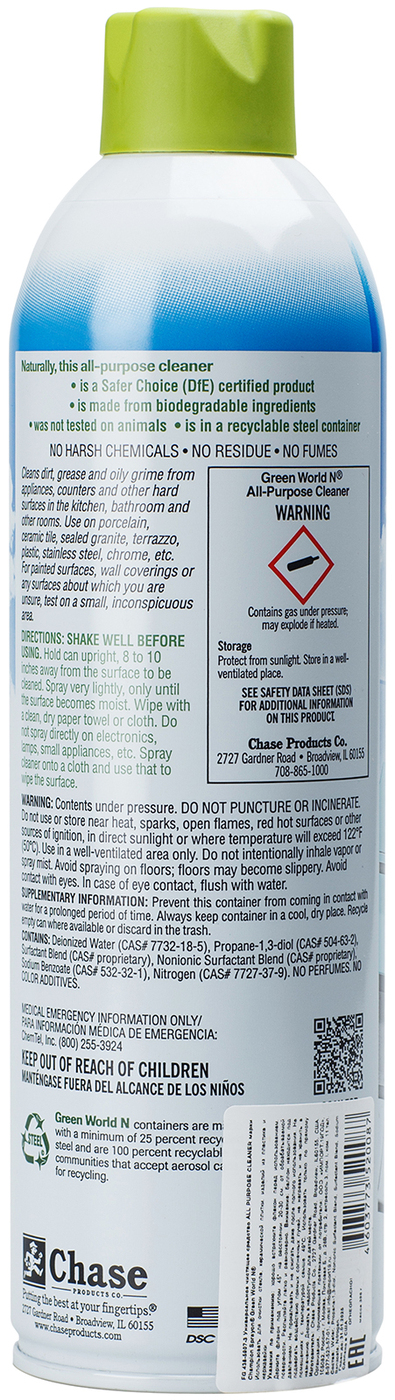 Naturally, this all-purpose cleaner
• is a Safer Choice (DfE) certified product
• is made from biodegradable ingredients
• was not tested on animals • is in a recyclable steel container
NO HARSH CHEMICALS • NO RESIDUE • NO FUMES
Cleans dirt, grease and oily grime from
appliances, counters and other hard
surfaces in the kitchen, bathroom and
other rooms. Use on porcelain,
ceramic tile, sealed granite, terrazzo,
plastic, stainless steel, chrome, etc.
For painted surfaces, wall coverings or
any surfaces about which you are
unsure, test on a small, inconspicuous
area.
DIRECTIONS: SHAKE WELL BEFORE
USING. Hold can upright, 8 to 10
inches away from the surface to be
cleaned. Spray very lightly, only until
the surface becomes moist. Wipe with
a clean, dry paper towel or cloth. Do
not spray directly on electronics,
lamps, small appliances, etc. Spray
cleaner onto a cloth and use that to
wipe the surface.
Green World N®
All-Purpose Cleaner
WARNING
Contains gas under pressure;
may explode if heated.
Storage
Protect from sunlight. Store in a well-
ventilated place.
SEE SAFETY DATA SHEET (SDS)
FOR ADDITIONAL INFORMATION
ON THIS PRODUCT
Chase Products Co.
2727 Gardner Road • Broadview, IL 60155
708-865-1000
WARNING: Contents under pressure. DO NOT PUNCTURE OR INCINERATE.
Do not use or store near heat, sparks, open flames, red hot surfaces or other
sources of ignition, in direct sunlight or where temperature will exceed 122°F
(50°C). Use in a well-ventilated area only. Do not intentionally inhale vapor or
spray mist. Avoid spraying on floors; floors may become slippery. Avoid
contact with eyes. In case of eye contact, flush with water.
SUPPLEMENTARY INFORMATION: Prevent this container from coming in contact with
water for a prolonged period of time. Always keep container in a cool, dry place. Recycle
empty can where available or discard in the trash.
CONTAINS: Deionized Water (CAS# 7732-18-5), Propane-1,3-diol (CAS# 504-63-2),
Surfactant Blend (CAS# proprietary), Nonionic Surfactant Blend (CAS# proprietary),
Sodium Benzoate (CAS# 532-32-1), Nitrogen (CAS# 7727-37-9). NO PERFUMES. NO
COLOR ADDITIVES.
MEDICAL EMERGENCY INFORMATION ONLY/
PARA INFORMACIÓN MÉDICA DE EMERGENCIA:
ChemTel, Inc. (800) 255-3924
KEEP OUT OF REACH OF CHILDREN
MANTÉNGASE FUERA DEL ALCANCE DE LOS NIÑOS
STEEL
Green World N containers are ma
with a minimum of 25 percent recyc
steel and are 100 percent recyclable
communities that accept aerosol ca
for recycling.
Chase
PRODUCTS CO.
Putting the best at your fingertips.®
2727 Gardner Road • Broadview, IL 60155
www.chaseproducts.com
DSC
EAC